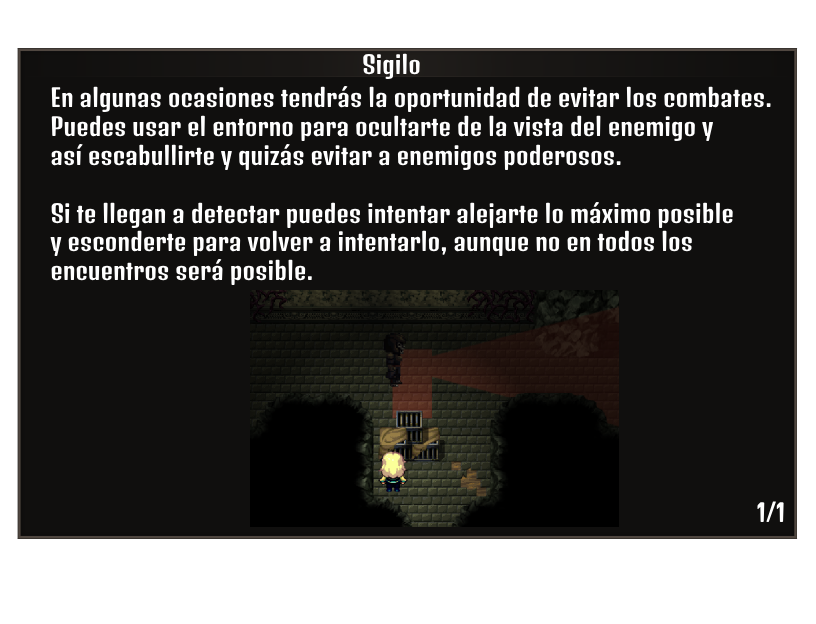 Sigilo
En algunas ocasiones tendrás la oportunidad de evitar los combates.
Puedes usar el entorno para ocultarte de la vista del enemigo y
así escabullirte y quizás evitar a enemigos poderosos.
Si te llegan a detectar puedes intentar alejarte lo máximo posible
y esconderte para volver a intentarlo, aunque no en todos los
encuentros será posible.
1/1